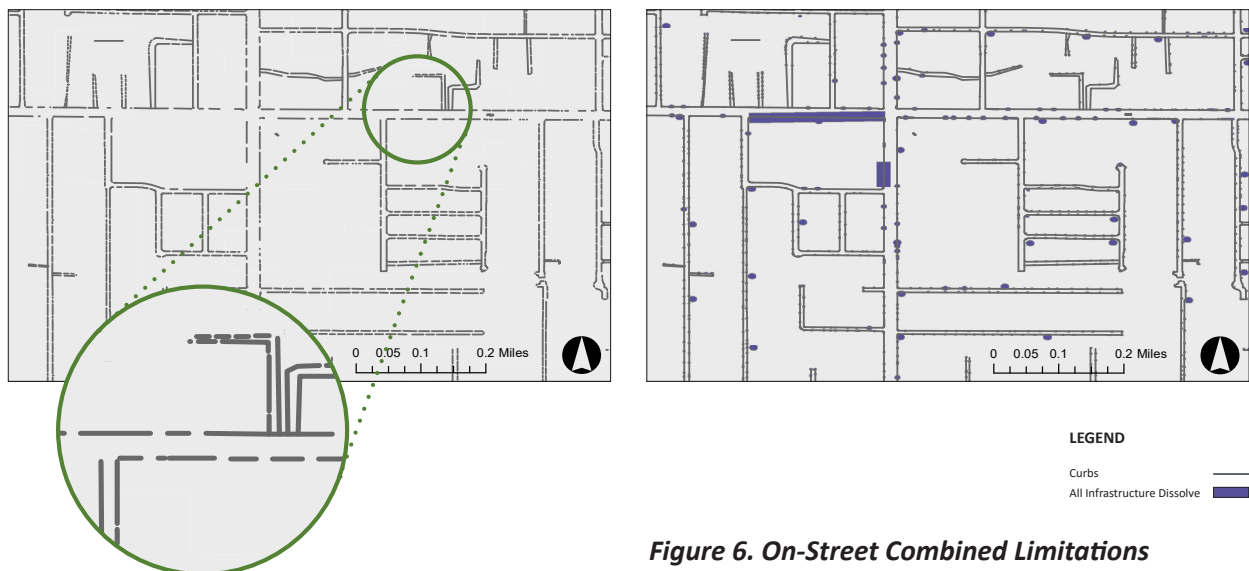 0 0.05 0.1 0.2 Miles
0 0.05 0.1 0.2 Miles
LEGEND
Curbs
All Infrastructure Dissolve
Figure 6. On-Street Combined Limitations